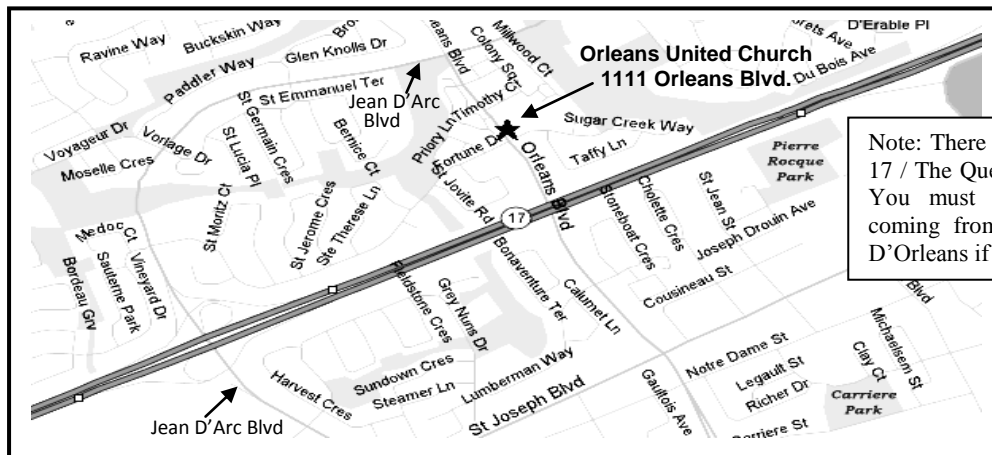 Ravine Way
Buckskin Way
Glen Knolls Dr
Paddler Way
St Emmanuel Ter
Jean D'Arc
Blvd
Orleans United Church
1111 Orleans Blvd.
Millwood Ct
Colony Sq
Timothy Ct
Priory Ln
Fortune Dr
St Jovite Rd
Orleans Blvd
Sugar Creek Way
Taffy Ln
D'Erable Pl
Du Bois Ave
Pierre
Rocque
Park
Note: There
17 / The Que
You must
coming from
D'Orleans if
Voyageur Dr
Vorlage Dr
Moselle Cres
St Germain Cres
St Lucia Pl
Bernice Ct
St Moritz Ct
St Jerome Cres
Ste Therese Ln
17
Medoc Ct
Bordeau Grv
Sauterne Park
Vineyard Dr
Stoneboat Cres
Cholette Cres
St Jean St
Joseph Drouin Ave
Cousineau St
Blvd
Bonaventure Ter
Calumet Ln
Fieldstone Cres
Grey Nuns Dr
Sundown Cres
Steamer Ln
Harvest Cres
Lumberman Way
St Joseph Blvd
Gaultois Ave
Notre Dame St
Legault St
Richer Dr
Clay Ct
Michaelsem St
Carriere
Park
Jean D'Arc Blvd